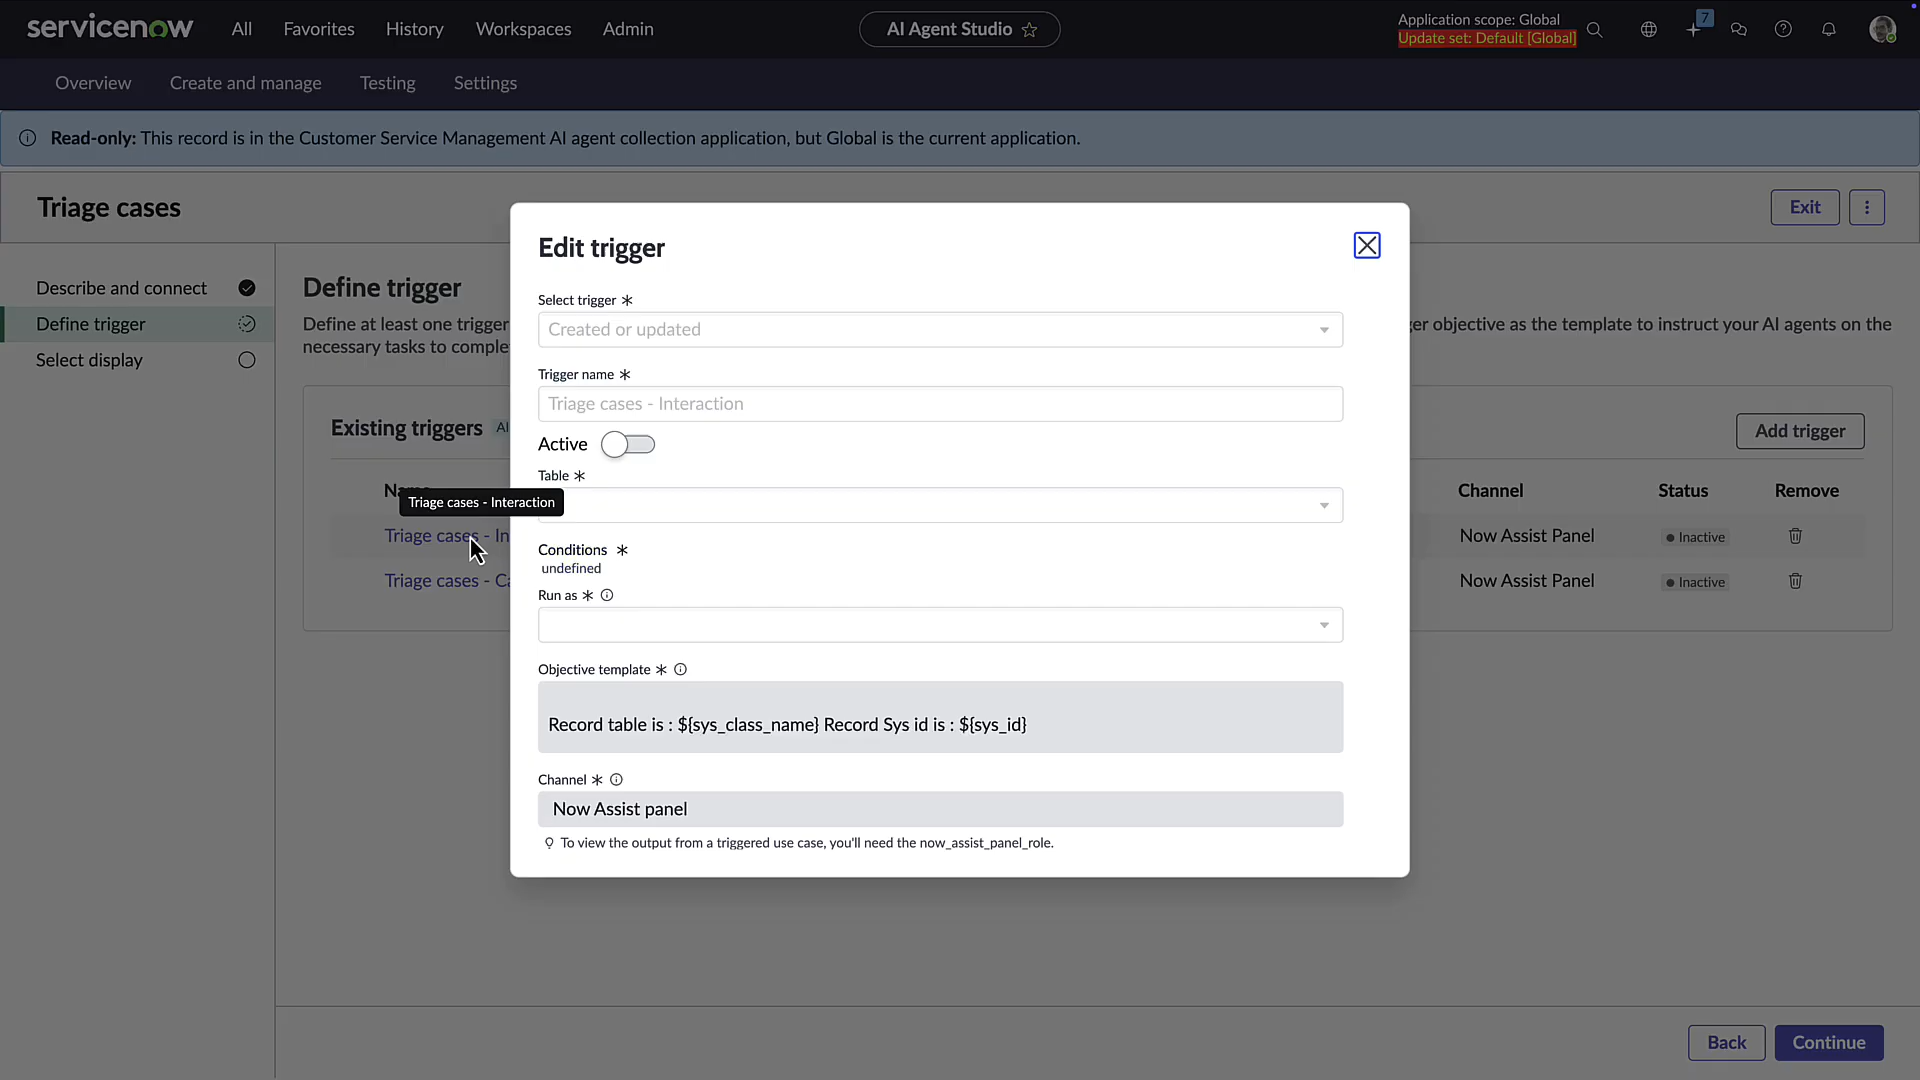 servicenow
All
Favorites
History
Workspaces
Admin
AI Agent Studio
Application scope: Global
Update set: Default [Global]
7
Overview
Create and manage
Testing
Settings
Read-only: This record is in the Customer Service Management AI agent collection application, but Global is the current application.
Triage cases
Exit
Describe and connect
Define trigger
Select display
Define trigger
Define at least one trigger
ger objective as the template to instruct your AI agents on the
necessary tasks to comple
Existing triggers
AI
Add trigger
Name
Channel
Status
Remove
Triage cases - Interaction
Triage cases - In
Now Assist Panel
Inactive
Triage cases - Ca
Now Assist Panel
Inactive
Edit trigger
Select trigger *
Created or updated
Trigger name *
Triage cases - Interaction
Active
Table *
Conditions *
undefined
Run as *
Objective template *
Record table is : ${sys_class_name} Record Sys id is : ${sys_id}
Channel *
Now Assist panel
To view the output from a triggered use case, you'll need the now_assist_panel_role.
Back
Continue